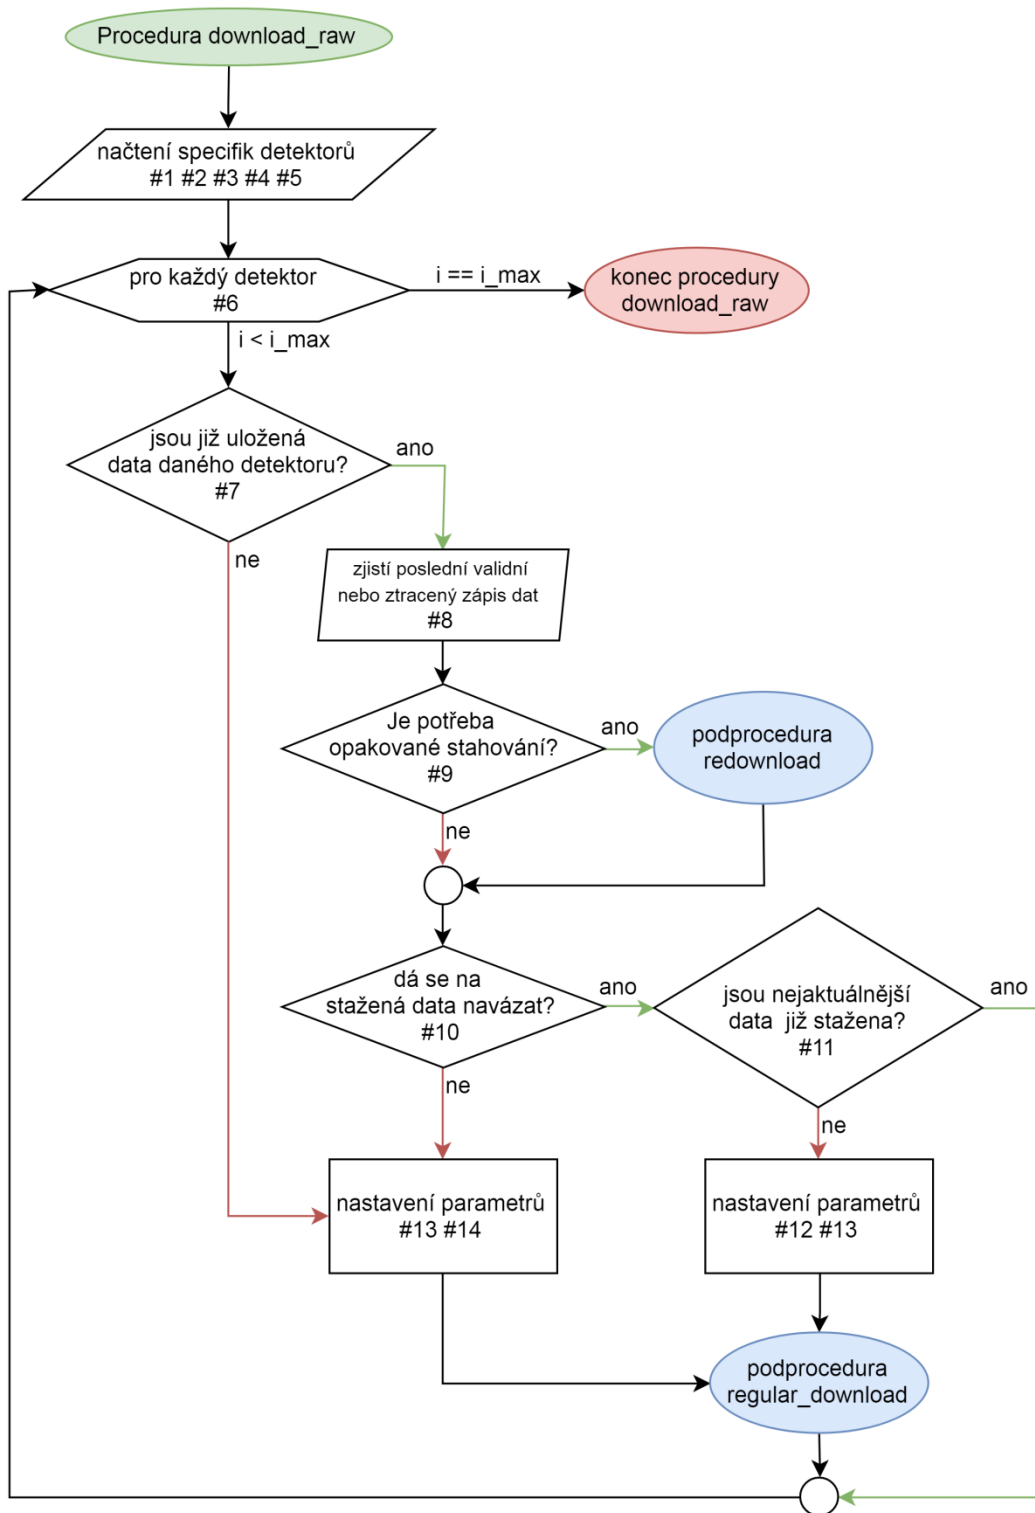 Procedura download_raw
načtení specifik detektorů
#1 #2 #3 #4 #5
pro každý detektor
#6
i == i_max
konec procedury
download_raw
i < i_max
jsou již uložená
data daného detektoru?
#7
ano
ne
zjistí poslední validní
nebo ztracený zápis dat
#8
Je potřeba
opakované stahování?
#9
ano
podprocedura
redownload
ne
dá se na
stažená data navázat?
#10
ano
jsou nejaktuálnější
data již stažena?
#11
ano
ne
ne
nastavení parametrů
#13 #14
nastavení parametrů
#12 #13
podprocedura
regular_download